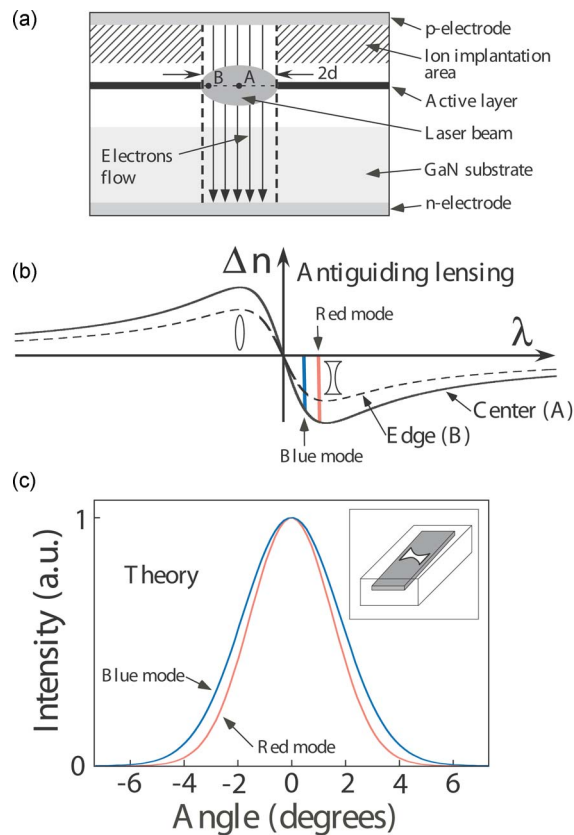 (a)
p-electrode
Ion implantation
area
B
A
2d
Active layer
Laser beam
Electrons
flow
GaN substrate
n-electrode
(b)
Δn
Antiguiding lensing
Red mode
λ
Center (A)
Edge (B)
Blue mode
(c)
Intensity (a.u.)
1
0
Theory
Blue mode
Red mode
-6 -4 -2 0 2 4 6
Angle (degrees)